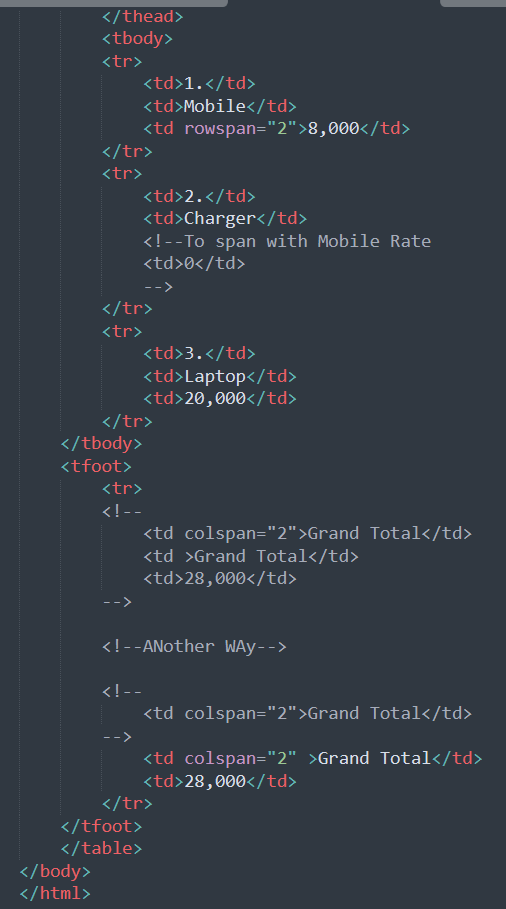 </thead>
<tbody>
<tr>
<td>1.</td>
<td>Mobile</td>
<td rowspan="2">8,000</td>
</tr>
<tr>
<td>2.</td>
<td>Charger</td>
<!--To span with Mobile Rate
<td>0</td>
-->
</tr>
<tr>
<td>3.</td>
<td>Laptop</td>
<td>20,000</td>
</tr>
</tbody>
<tfoot>
<tr>
<!--
<td colspan="2">Grand Total</td>
<td >Grand Total</td>
<td>28,000</td>
-->
<!--ANother WAy-->
<!--
<td colspan="2">Grand Total</td>
-->
<td colspan="2" >Grand Total</td>
<td>28,000</td>
</tr>
</tfoot>
</table>
</body>
</html>